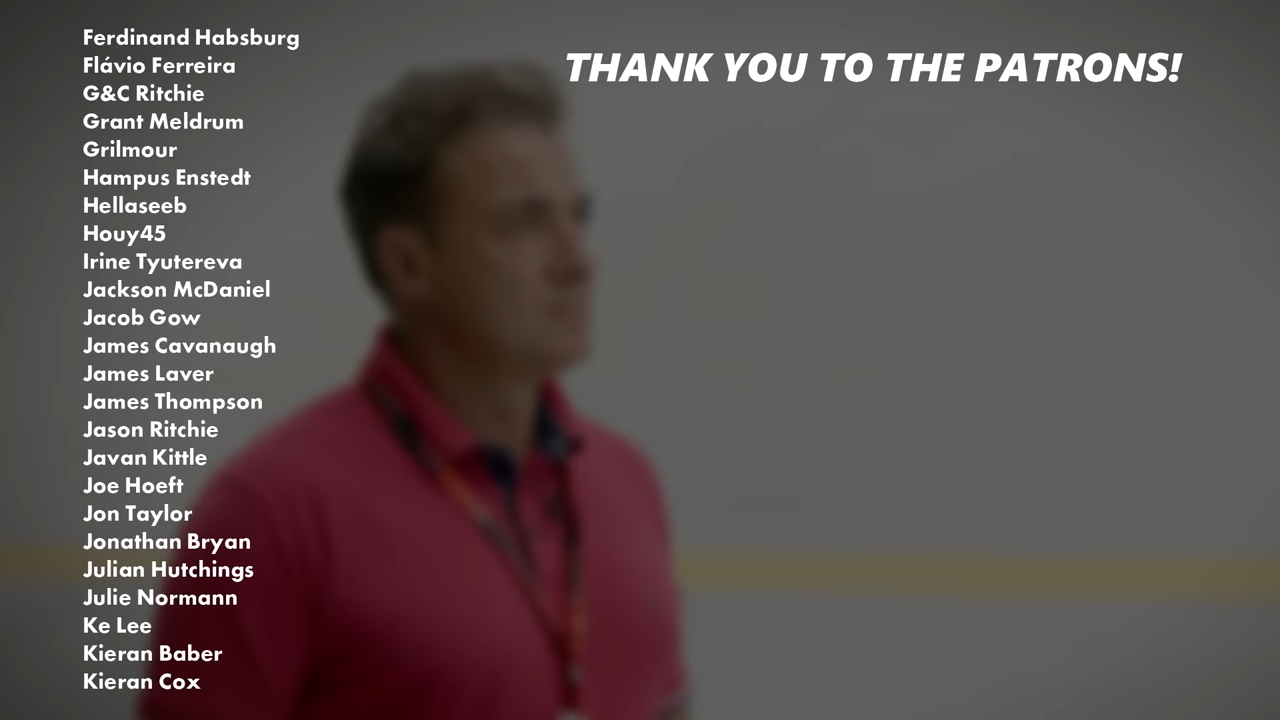 Ferdinand Habsburg
Flávio Ferreira
G&C Ritchie
Grant Meldrum
Grilmour
Hampus Enstedt
Hellaseeb
Houy45
Irine Tyutereva
Jackson McDaniel
Jacob Gow
James Cavanaugh
James Laver
James Thompson
Jason Ritchie
Javan Kittle
Joe Hoeft
Jon Taylor
Jonathan Bryan
Julian Hutchings
Julie Normann
Ke Lee
Kieran Baber
Kieran Cox
THANK YOU TO THE PATRONS!